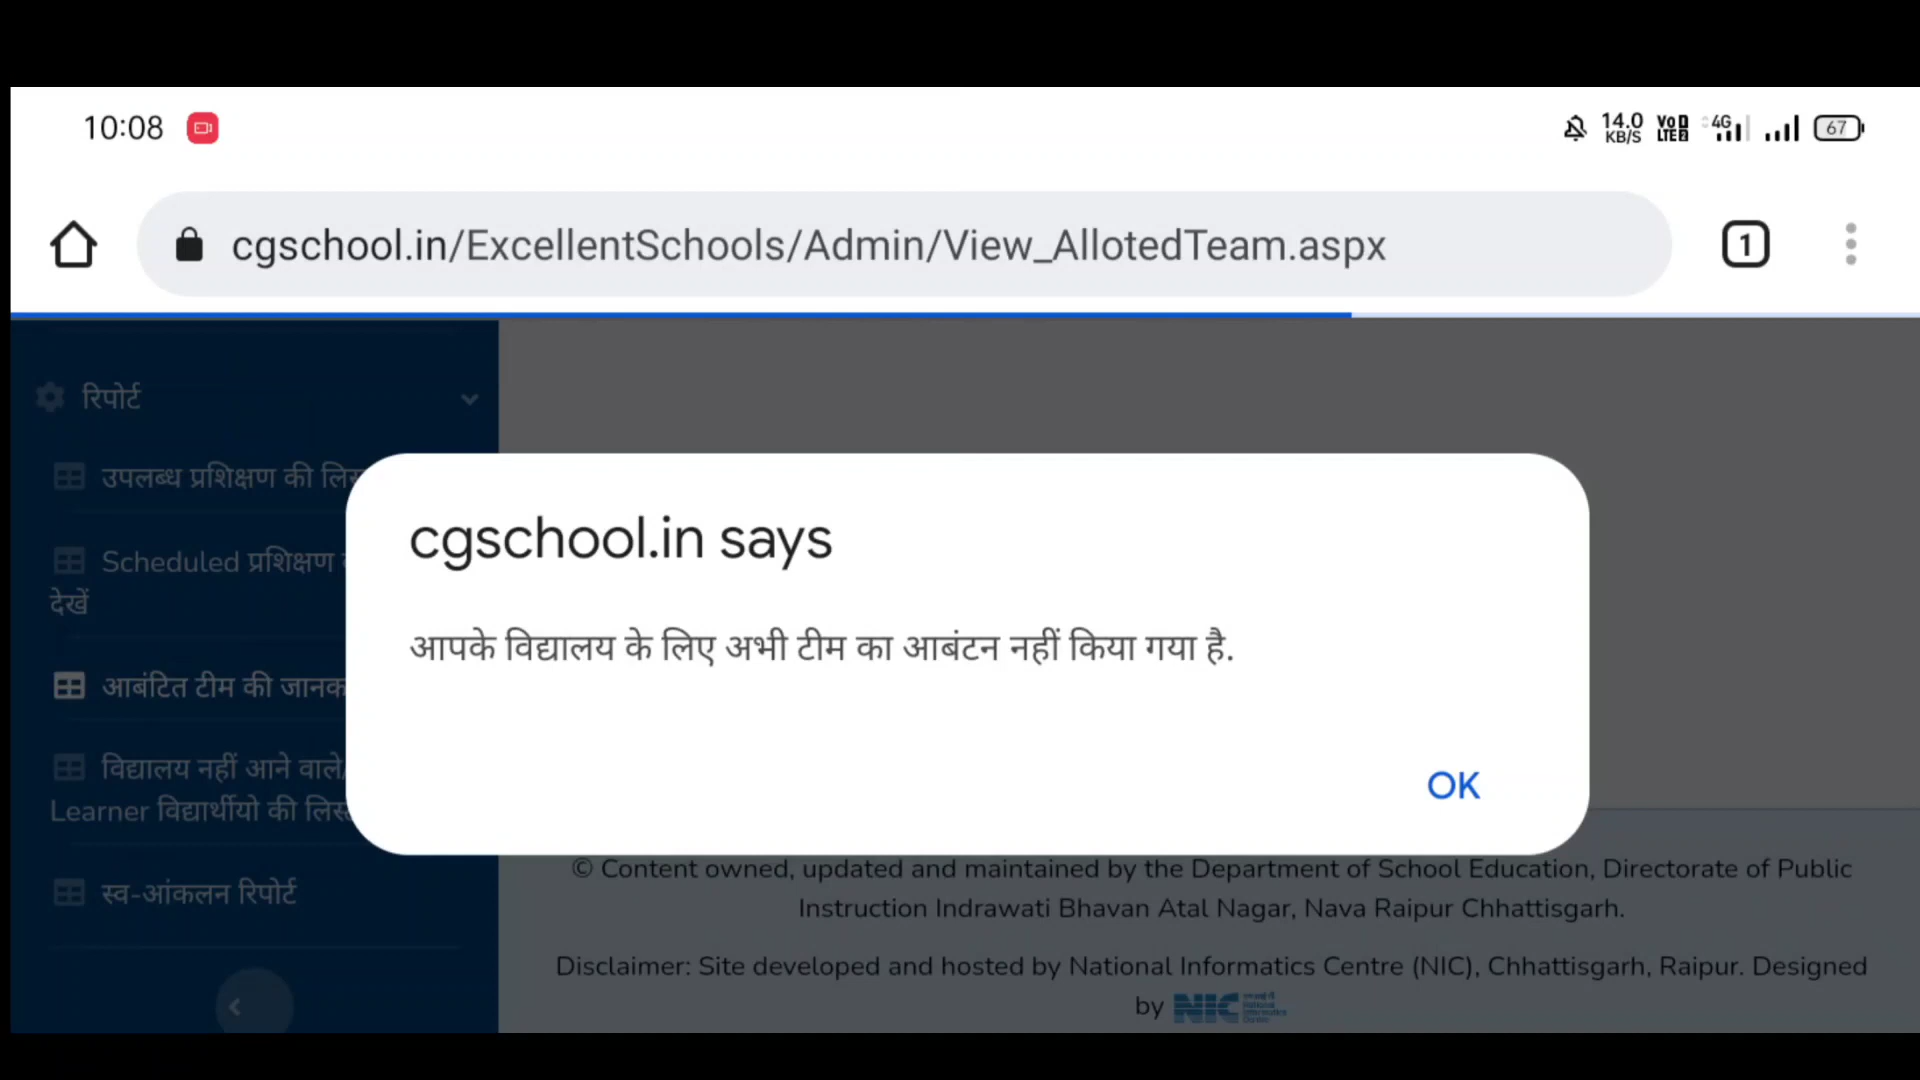 10:08
14.0
KB/S
4G
67
cgschool.in/ExcellentSchools/Admin/View_AllotedTeam.aspx
1
रिपोर्ट
उपलब्ध प्रशिक्षण की
Scheduled प्रशिक्षण
देखें
आबंटित टीम की
विद्यालय नहीं आने वाले/
Learner विद्यार्थीयो की
स्व-आंकलन रिपोर्ट
cgschool.in says
आपके विद्यालय के लिए अभी टीम का आबंटन नहीं किया गया है.
OK
© Content owned, updated and maintained by the Department of School Education, Directorate of Public
Instruction Indrawati Bhavan Atal Nagar, Nava Raipur Chhattisgarh.
Disclaimer: Site developed and hosted by National Informatics Centre (NIC), Chhattisgarh, Raipur. Designed
by NIC